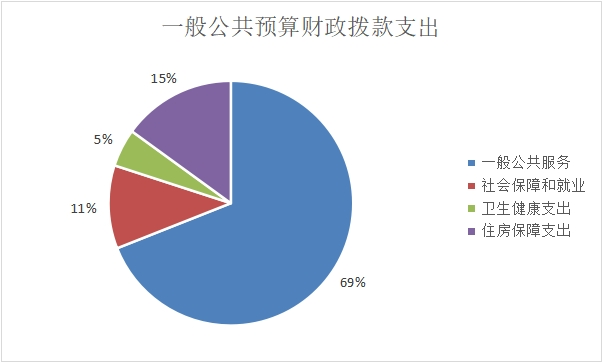 一般公共预算财政拨款支出
15%
5%
11%
69%
一般公共服务
社会保障和就业
卫生健康支出
住房保障支出